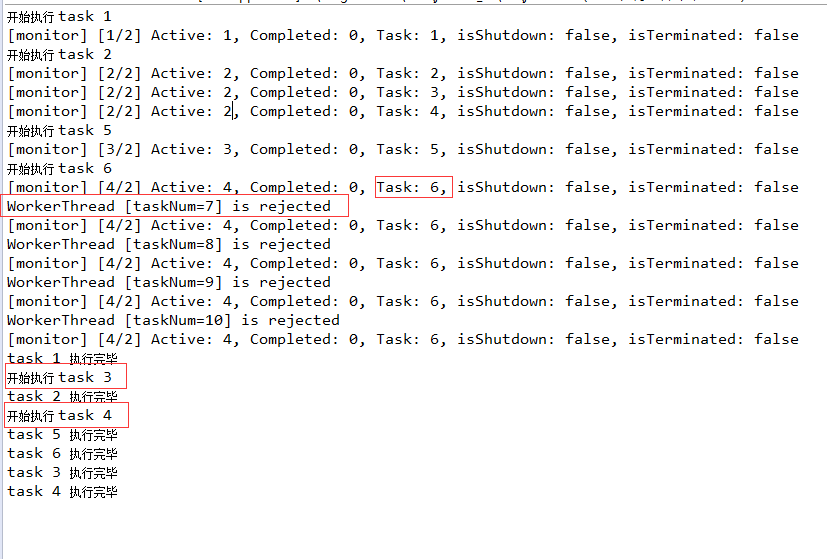 开始执行 task 1
[monitor] [1/2] Active: 1, Completed: 0, Task: 1, isShutdown: false, isTerminated: false
开始执行 task 2
[monitor] [2/2] Active: 2, Completed: 0, Task: 2, isShutdown: false, isTerminated: false
[monitor] [2/2] Active: 2, Completed: 0, Task: 3, isShutdown: false, isTerminated: false
[monitor] [2/2] Active: 2, Completed: 0, Task: 4, isShutdown: false, isTerminated: false
开始执行 task 5
[monitor] [3/2] Active: 3, Completed: 0, Task: 5, isShutdown: false, isTerminated: false
开始执行 task 6
[monitor] [4/2] Active: 4, Completed: 0, Task: 6, isShutdown: false, isTerminated: false
WorkerThread [taskNum=7] is rejected
[monitor] [4/2] Active: 4, Completed: 0, Task: 6, isShutdown: false, isTerminated: false
WorkerThread [taskNum=8] is rejected
[monitor] [4/2] Active: 4, Completed: 0, Task: 6, isShutdown: false, isTerminated: false
WorkerThread [taskNum=9] is rejected
[monitor] [4/2] Active: 4, Completed: 0, Task: 6, isShutdown: false, isTerminated: false
WorkerThread [taskNum=10] is rejected
[monitor] [4/2] Active: 4, Completed: 0, Task: 6, isShutdown: false, isTerminated: false
task 1 执行完毕
开始执行 task 3
task 2 执行完毕
开始执行 task 4
task 5 执行完毕
task 6 执行完毕
task 3 执行完毕
task 4 执行完毕